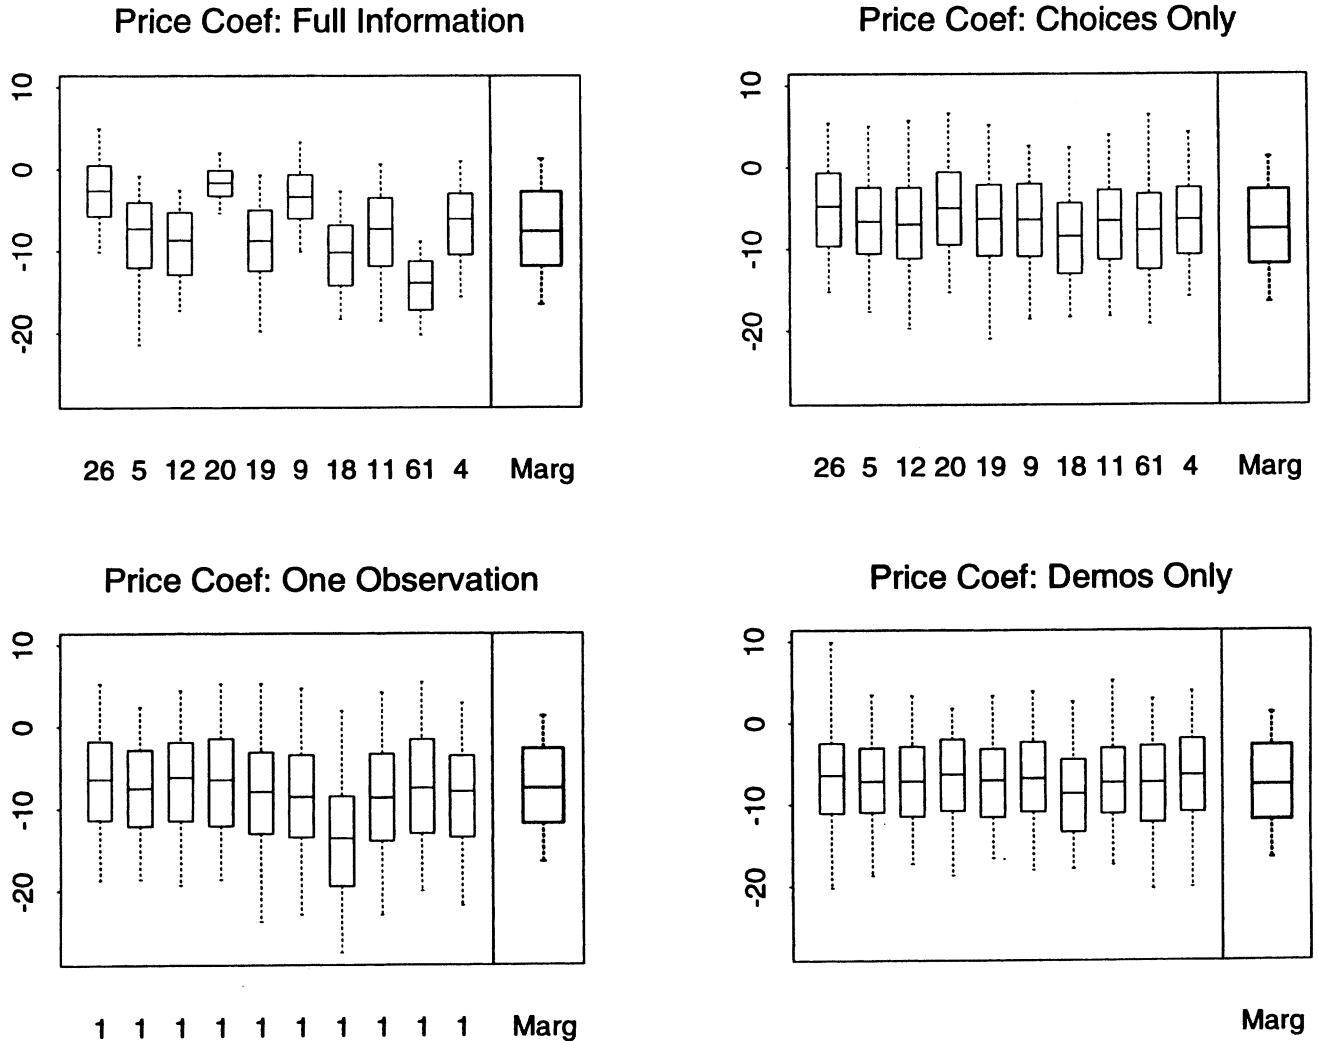 Price Coef: Full Information
10
0
-10
-20
26 5 12 20 19 9 18 11 61 4 Marg
Price Coef: Choices Only
10
0
-10
-20
26 5 12 20 19 9 18 11 61 4 Marg
Price Coef: One Observation
10
0
-10
-20
1 1 1 1 1 1 1 1 1 1 Marg
Price Coef: Demos Only
10
0
-10
-20
Marg